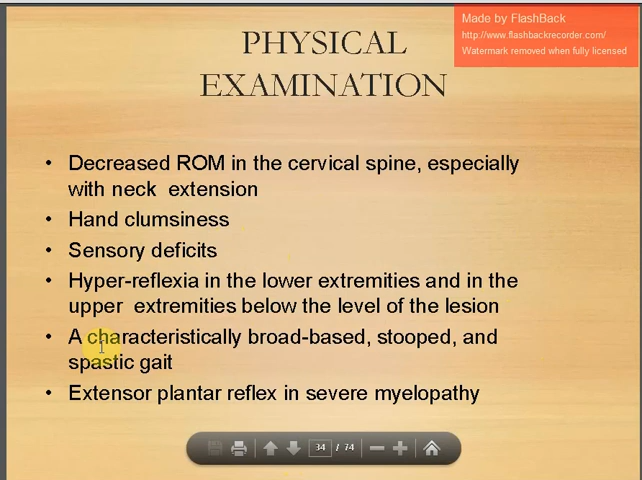 Made by FlashBack
http://www.flashbackrecorder.com/
Watermark removed when fully licensed
PHYSICAL
EXAMINATION
• Decreased ROM in the cervical spine, especially
with neck extension
• Hand clumsiness
• Sensory deficits
• Hyper-reflexia in the lower extremities and in the
upper extremities below the level of the lesion
• A characteristically broad-based, stooped, and
spastic gait
• Extensor plantar reflex in severe myelopathy
34 / 74